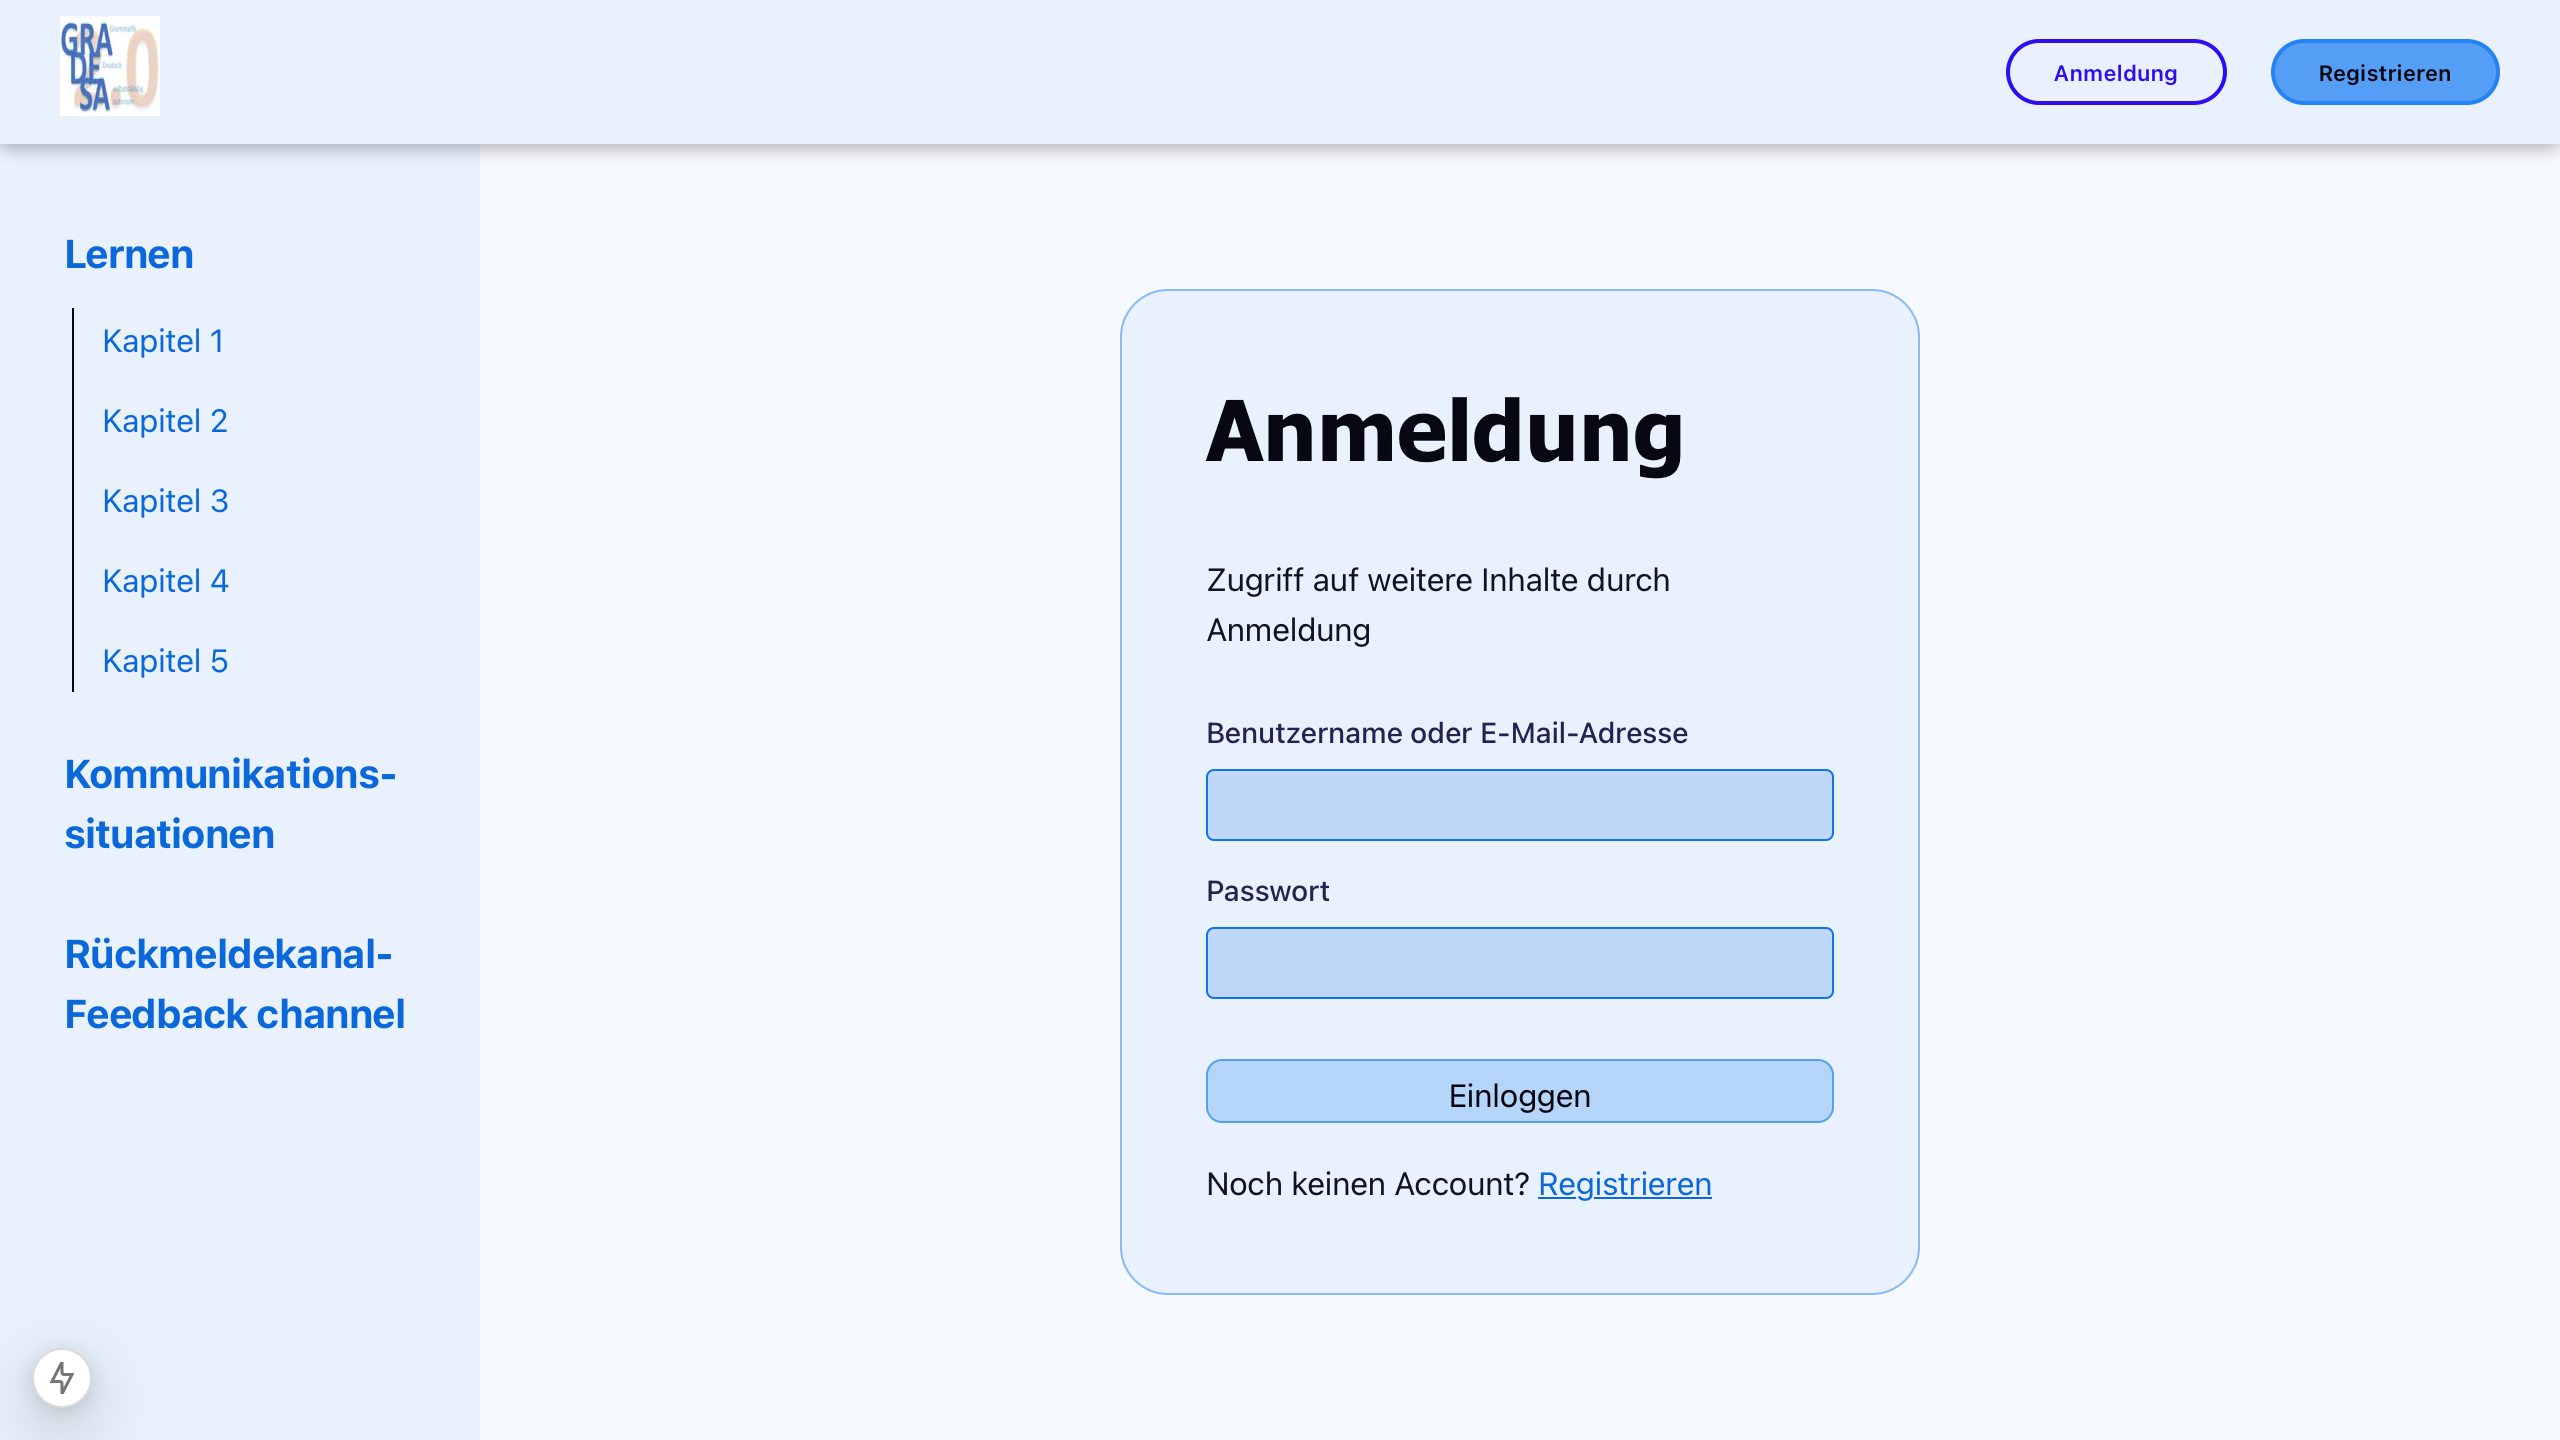 GRA
DE
SA
Grammatik
Deutsch
Anmeldung
Registrieren
Lernen
Kapitel 1
Kapitel 2
Kapitel 3
Kapitel 4
Kapitel 5
Kommunikations-
situationen
Rückmeldekanal-
Feedback channel
Anmeldung
Zugriff auf weitere Inhalte durch
Anmeldung
Benutzername oder E-Mail-Adresse
Passwort
Einloggen
Noch keinen Account? Registrieren